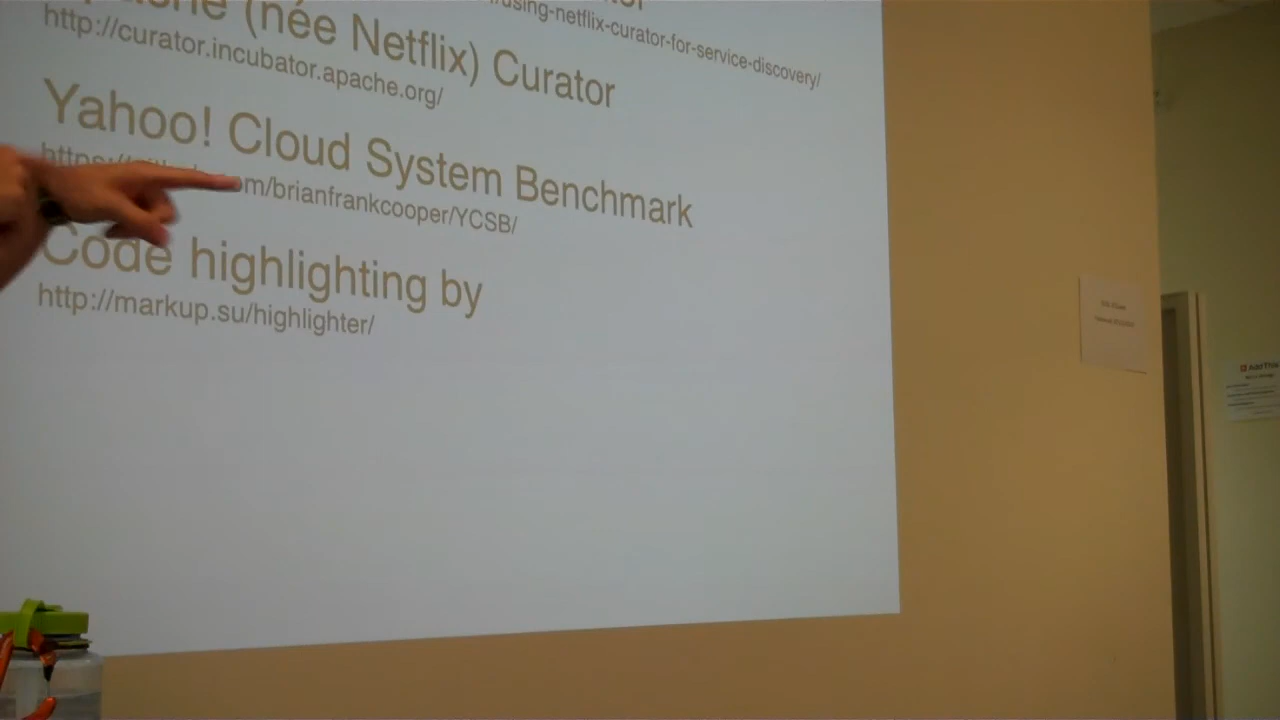 using-netflix-curator-for-service-discovery/
(née Netflix) Curator
http://curator.incubator.apache.org/
Yahoo! Cloud System Benchmark
brianfrankcooper/YCSB/
Code highlighting by
http://markup.su/highlighter/
AddThis